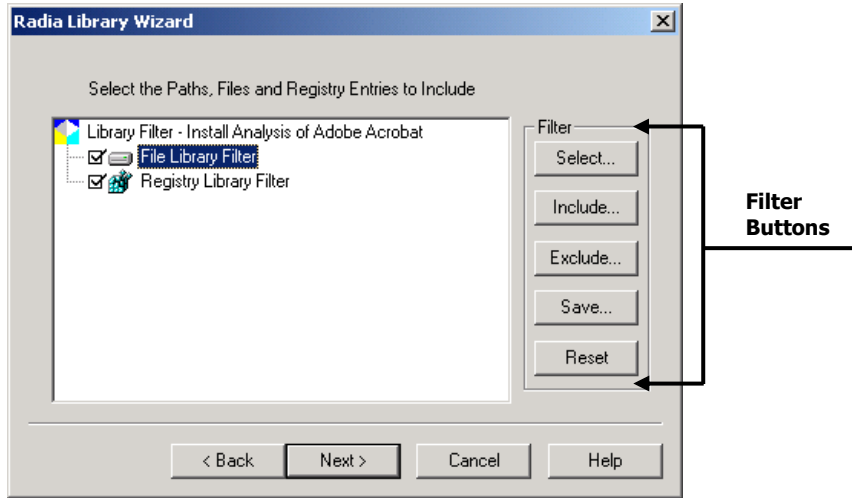 Radia Library Wizard
Select the Paths, Files and Registry Entries to Include
Library Filter - Install Analysis of Adobe Acrobat
File Library Filter
Registry Library Filter
Filter
Select...
Include...
Exclude...
Save...
Reset
Filter
Buttons
< Back
Next >
Cancel
Help